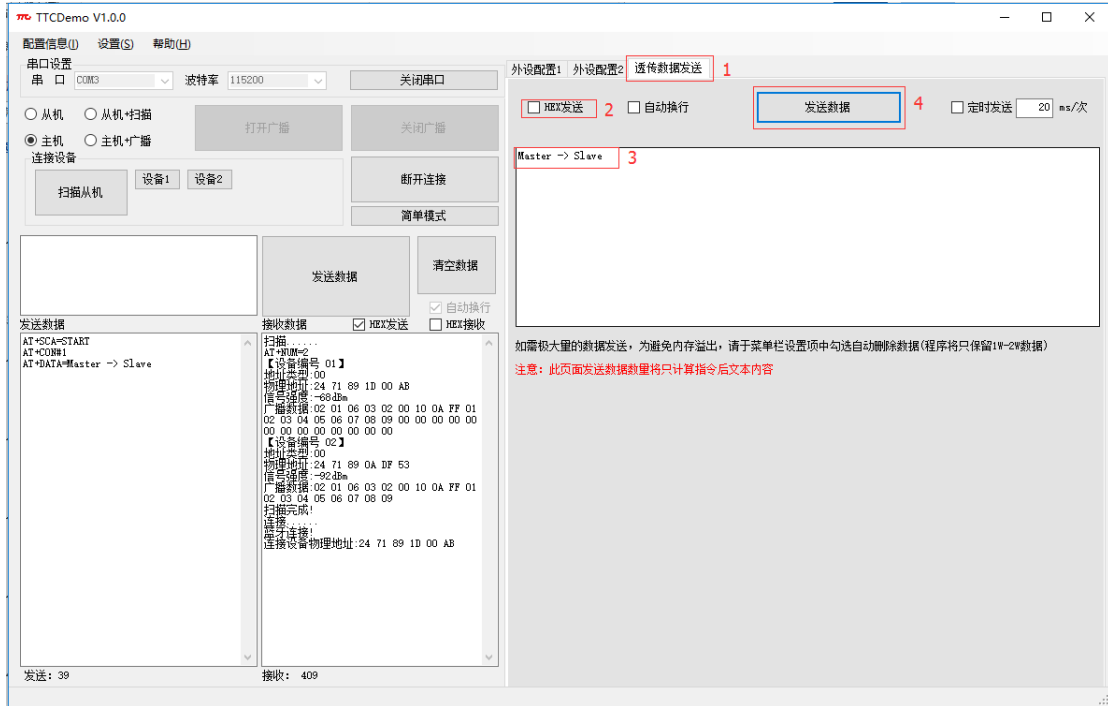 TTCDemo V1.0.0
配置信息(I) 设置(S) 帮助(H)
串口设置
串 口 COM3 波特率 115200 关闭串口
从机 从机+扫描
主机 主机+广播
打开广播 关闭广播
连接设备
扫描从机 设备1 设备2
断开连接
简单模式
发送数据 清空数据
自动换行
发送数据
AT+SCA=START
AT+CON#1
AT+DATA=Master -> Slave
发送: 39
接收数据 HEX发送 HEX接收
扫描......
AT+NUM=2
【设备编号 01】
地址类型:00
物理地址:24 71 89 1D 00 AB
信号强度:-68dBm
广播数据:02 01 06 03 02 00 10 0A FF 01
02 03 04 05 06 07 08 09 00 00 00 00 00
00 00 00 00 00 00 00 00
【设备编号 02】
地址类型:00
物理地址:24 71 89 0A DF 53
信号强度:-92dBm
广播数据:02 01 06 03 02 00 10 0A FF 01
02 03 04 05 06 07 08 09
扫描完成!
连接......
蓝牙连接!
连接设备物理地址:24 71 89 1D 00 AB
接收: 409
外设配置1 外设配置2 透传数据发送 1
HEX发送 2 自动换行 发送数据 4 定时发送 20 ms/次
Master -> Slave 3
如需极大量的数据发送，为避免内存溢出，请于菜单栏设置项中勾选自动删除数据(程序将只保留1W-2W数据)
注意：此页面发送数据数量将只计算指令后文本内容